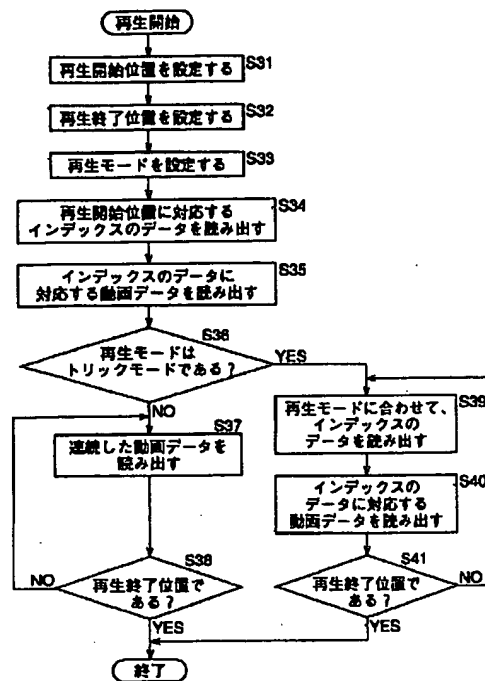 再生開始
再生開始位置を設定する
S31
再生終了位置を設定する
S32
再生モードを設定する
S33
再生開始位置に対応する
インデックスのデータを読み出す
S34
インデックスのデータに
対応する動画データを読み出す
S35
再生モードは
トリックモードである？
S36
YES
NO
連続した動画データを
読み出す
S37
再生終了位置で
ある？
S38
NO
YES
再生モードに合わせて、
インデックスの
データを読み出す
S39
インデックスの
データに対応する
動画データを読み出す
S40
再生終了位置で
ある？
S41
NO
YES
終了